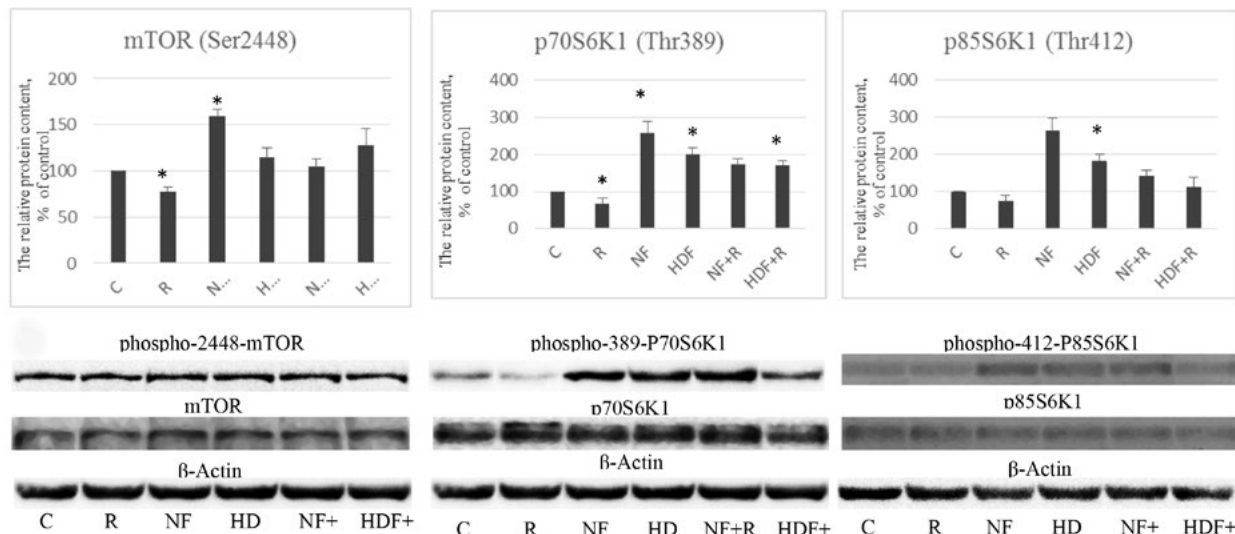 mTOR (Ser2448)
The relative protein content,
% of control
200
150
100
50
0
*
*
C
R
N...
H...
N...
H...
p70S6K1 (Thr389)
The relative protein content,
% of control
400
300
200
100
0
*
*
*
*
C
R
NF
HDF
NF+R
HDF+R
p85S6K1 (Thr412)
The relative protein content,
% of control
400
300
200
100
0
*
C
R
NF
HDF
NF+R
HDF+R
phospho-2448-mTOR
mTOR
β-Actin
C R NF HD NF+ HDF+
phospho-389-P70S6K1
p70S6K1
β-Actin
C R NF HD NF+R HDF+
phospho-412-P85S6K1
p85S6K1
β-Actin
C R NF HD NF+ HDF+